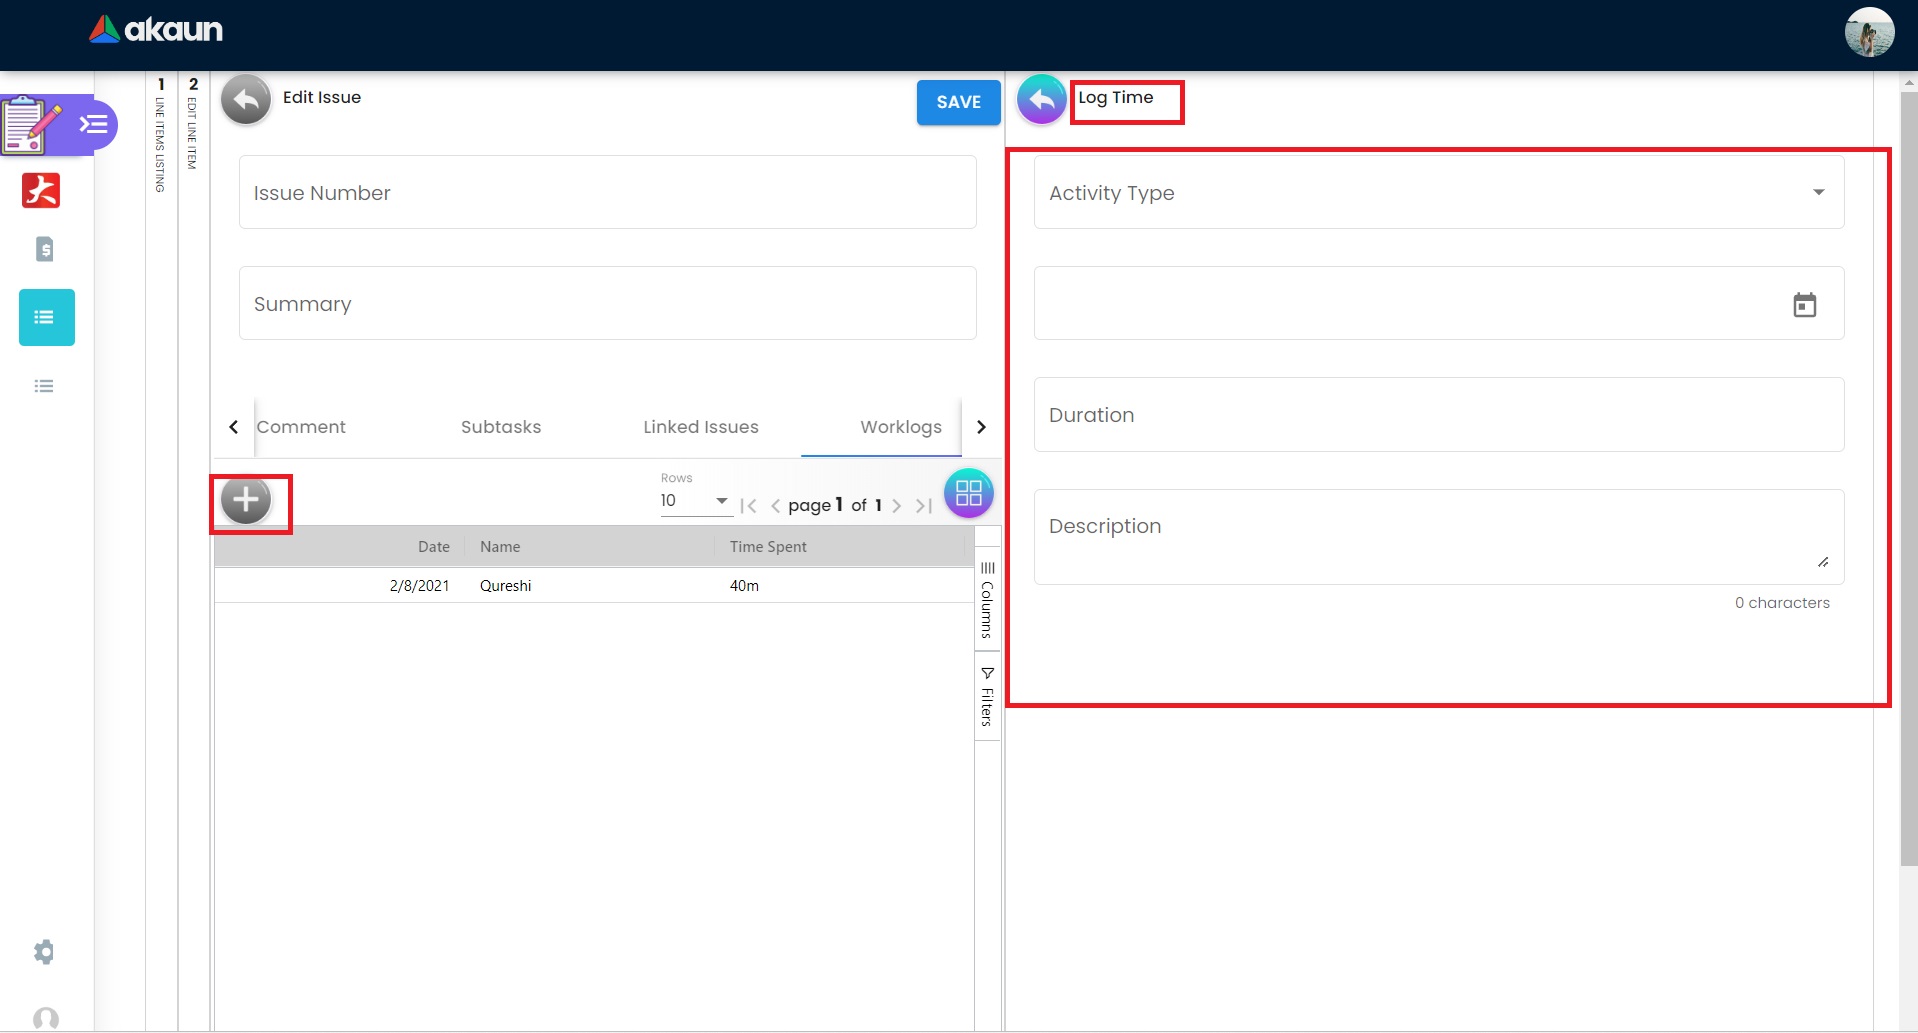 akaun
1
LINE ITEMS LISTING
2
EDIT LINE ITEM
Edit Issue
SAVE
Issue Number
Summary
Comment
Subtasks
Linked Issues
Worklogs
Rows
10
page 1 of 1
Date
Name
Time Spent
2/8/2021
Qureshi
40m
Columns
Filters
Log Time
Activity Type
Duration
Description
0 characters